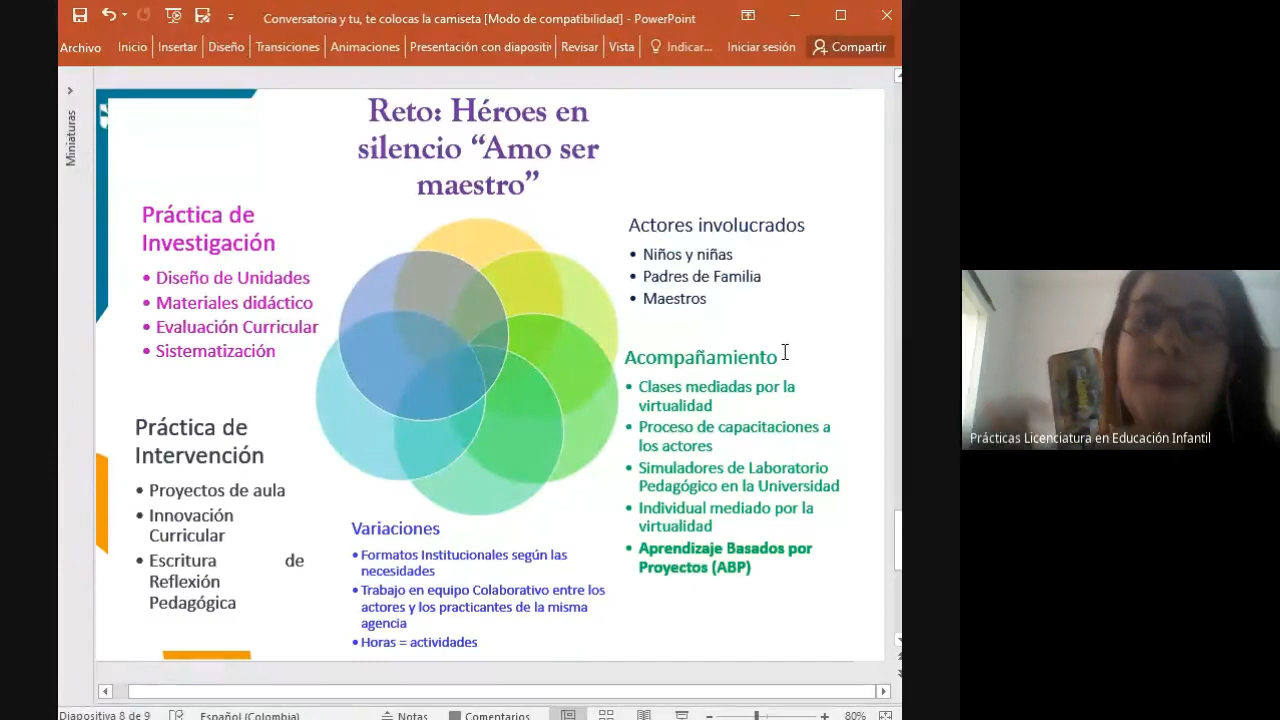 Conversatoria y tu, te colocas la camiseta [Modo de compatibilidad] - PowerPoint
Archivo Inicio Insertar Diseño Transiciones Animaciones Presentación con diapositiv Revisar Vista Indicar... Iniciar sesión Compartir
Miniaturas
Reto: Héroes en
silencio “Amo ser
maestro”
Práctica de
Investigación
• Diseño de Unidades
• Materiales didáctico
• Evaluación Curricular
• Sistematización
Práctica de
Intervención
• Proyectos de aula
• Innovación
Curricular
• Escritura de
Reflexión
Pedagógica
Variaciones
• Formatos Institucionales según las
necesidades
• Trabajo en equipo Colaborativo entre los
actores y los practicantes de la misma
agencia
• Horas = actividades
Actores involucrados
• Niños y niñas
• Padres de Familia
• Maestros
Acompañamiento
• Clases mediadas por la
virtualidad
• Proceso de capacitaciones a
los actores
• Simuladores de Laboratorio
Pedagógico en la Universidad
• Individual mediado por la
virtualidad
• Aprendizaje Basados por
Proyectos (ABP)
Prácticas Licenciatura en Educación Infantil
Diapositiva 8 de 9 Español (Colombia) Notas Comentarios 80%